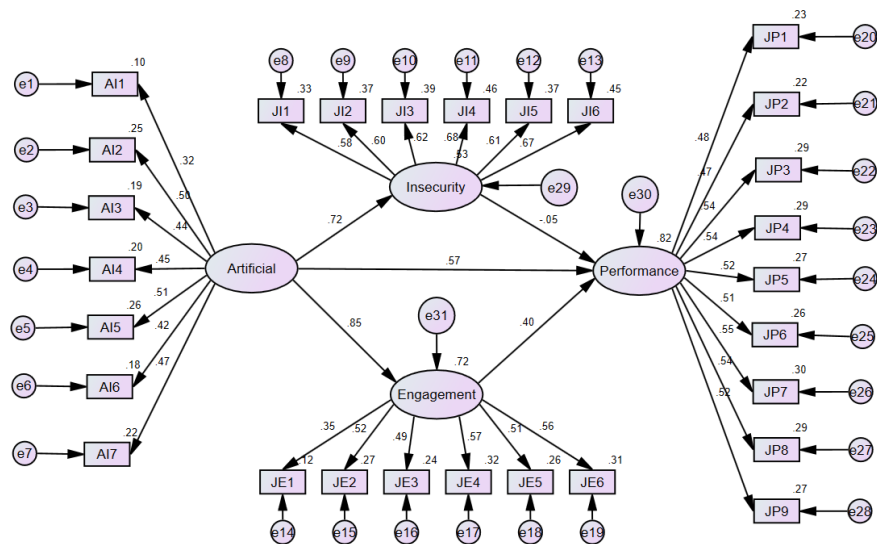 .23
JP1
e20
.10
e1
AI1
e8
e9
e10
e11
e12
e13
.33
.37
.39
.46
.37
.45
JI1
JI2
JI3
JI4
JI5
JI6
.22
JP2
e21
.25
e2
AI2
.32
.58
.60
.62
.68
.61
.67
.48
.53
.47
.29
JP3
e22
.19
e3
AI3
.50
Insecurity
e29
e30
.54
.29
JP4
e23
.44
.72
-.05
.82
.54
.20
e4
AI4
.45
Artificial
.57
Performance
.52
.27
JP5
e24
.51
.26
e5
AI5
.42
.85
e31
.40
.51
.26
JP6
e25
.55
.18
e6
AI6
.47
.72
Engagement
.54
.30
JP7
e26
.52
.22
e7
AI7
.35
.52
.49
.57
.51
.56
.29
JP8
e27
.12
.27
.24
.32
.26
.31
JE1
JE2
JE3
JE4
JE5
JE6
.27
JP9
e28
e14
e15
e16
e17
e18
e19